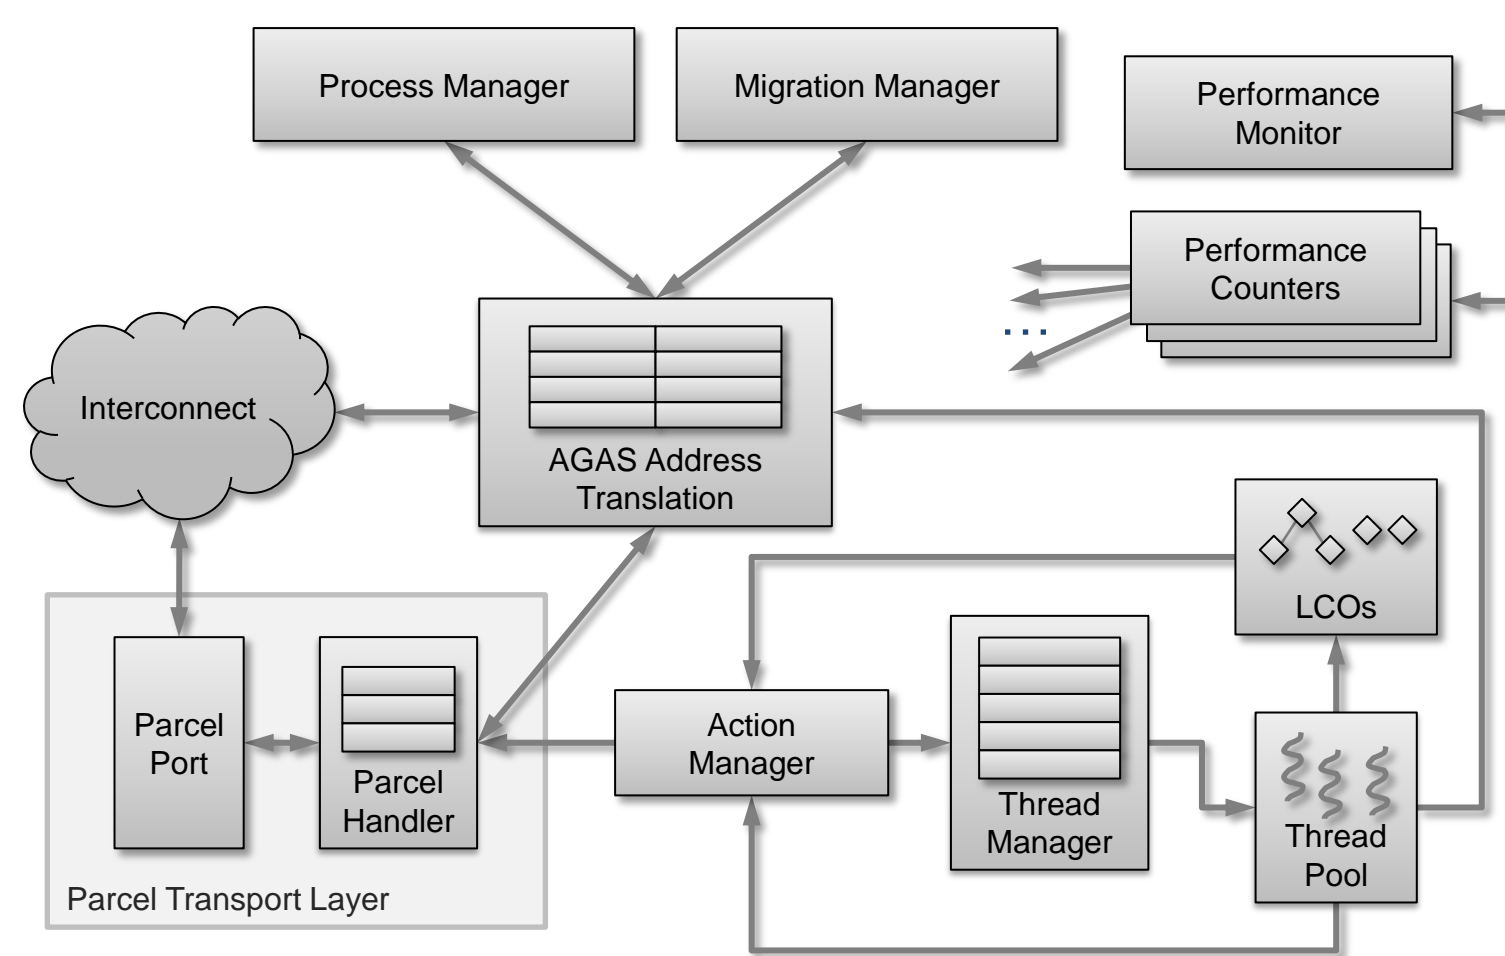 Process Manager
Migration Manager
Performance
Monitor
Performance
Counters
...
Interconnect
AGAS Address
Translation
LCOs
Parcel
Port
Parcel
Handler
Action
Manager
Thread
Manager
Thread
Pool
Parcel Transport Layer